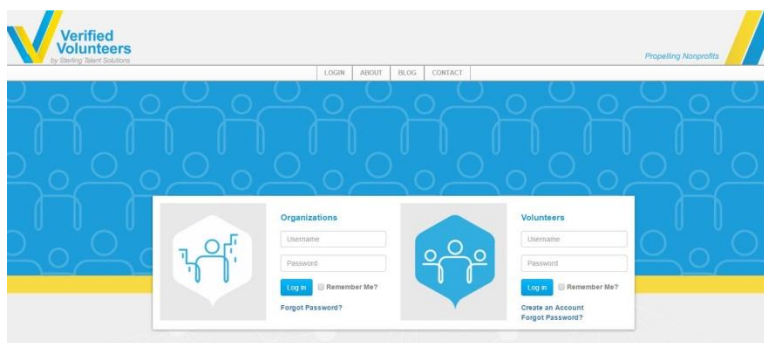 Verified
Volunteers
by Sterling Talent Solutions
Propelling Nonprofits
LOGIN ABOUT BLOG CONTACT
Organizations
Username
Password
Log in Remember Me?
Forgot Password?
Volunteers
Username
Password
Log in Remember Me?
Create an Account
Forgot Password?